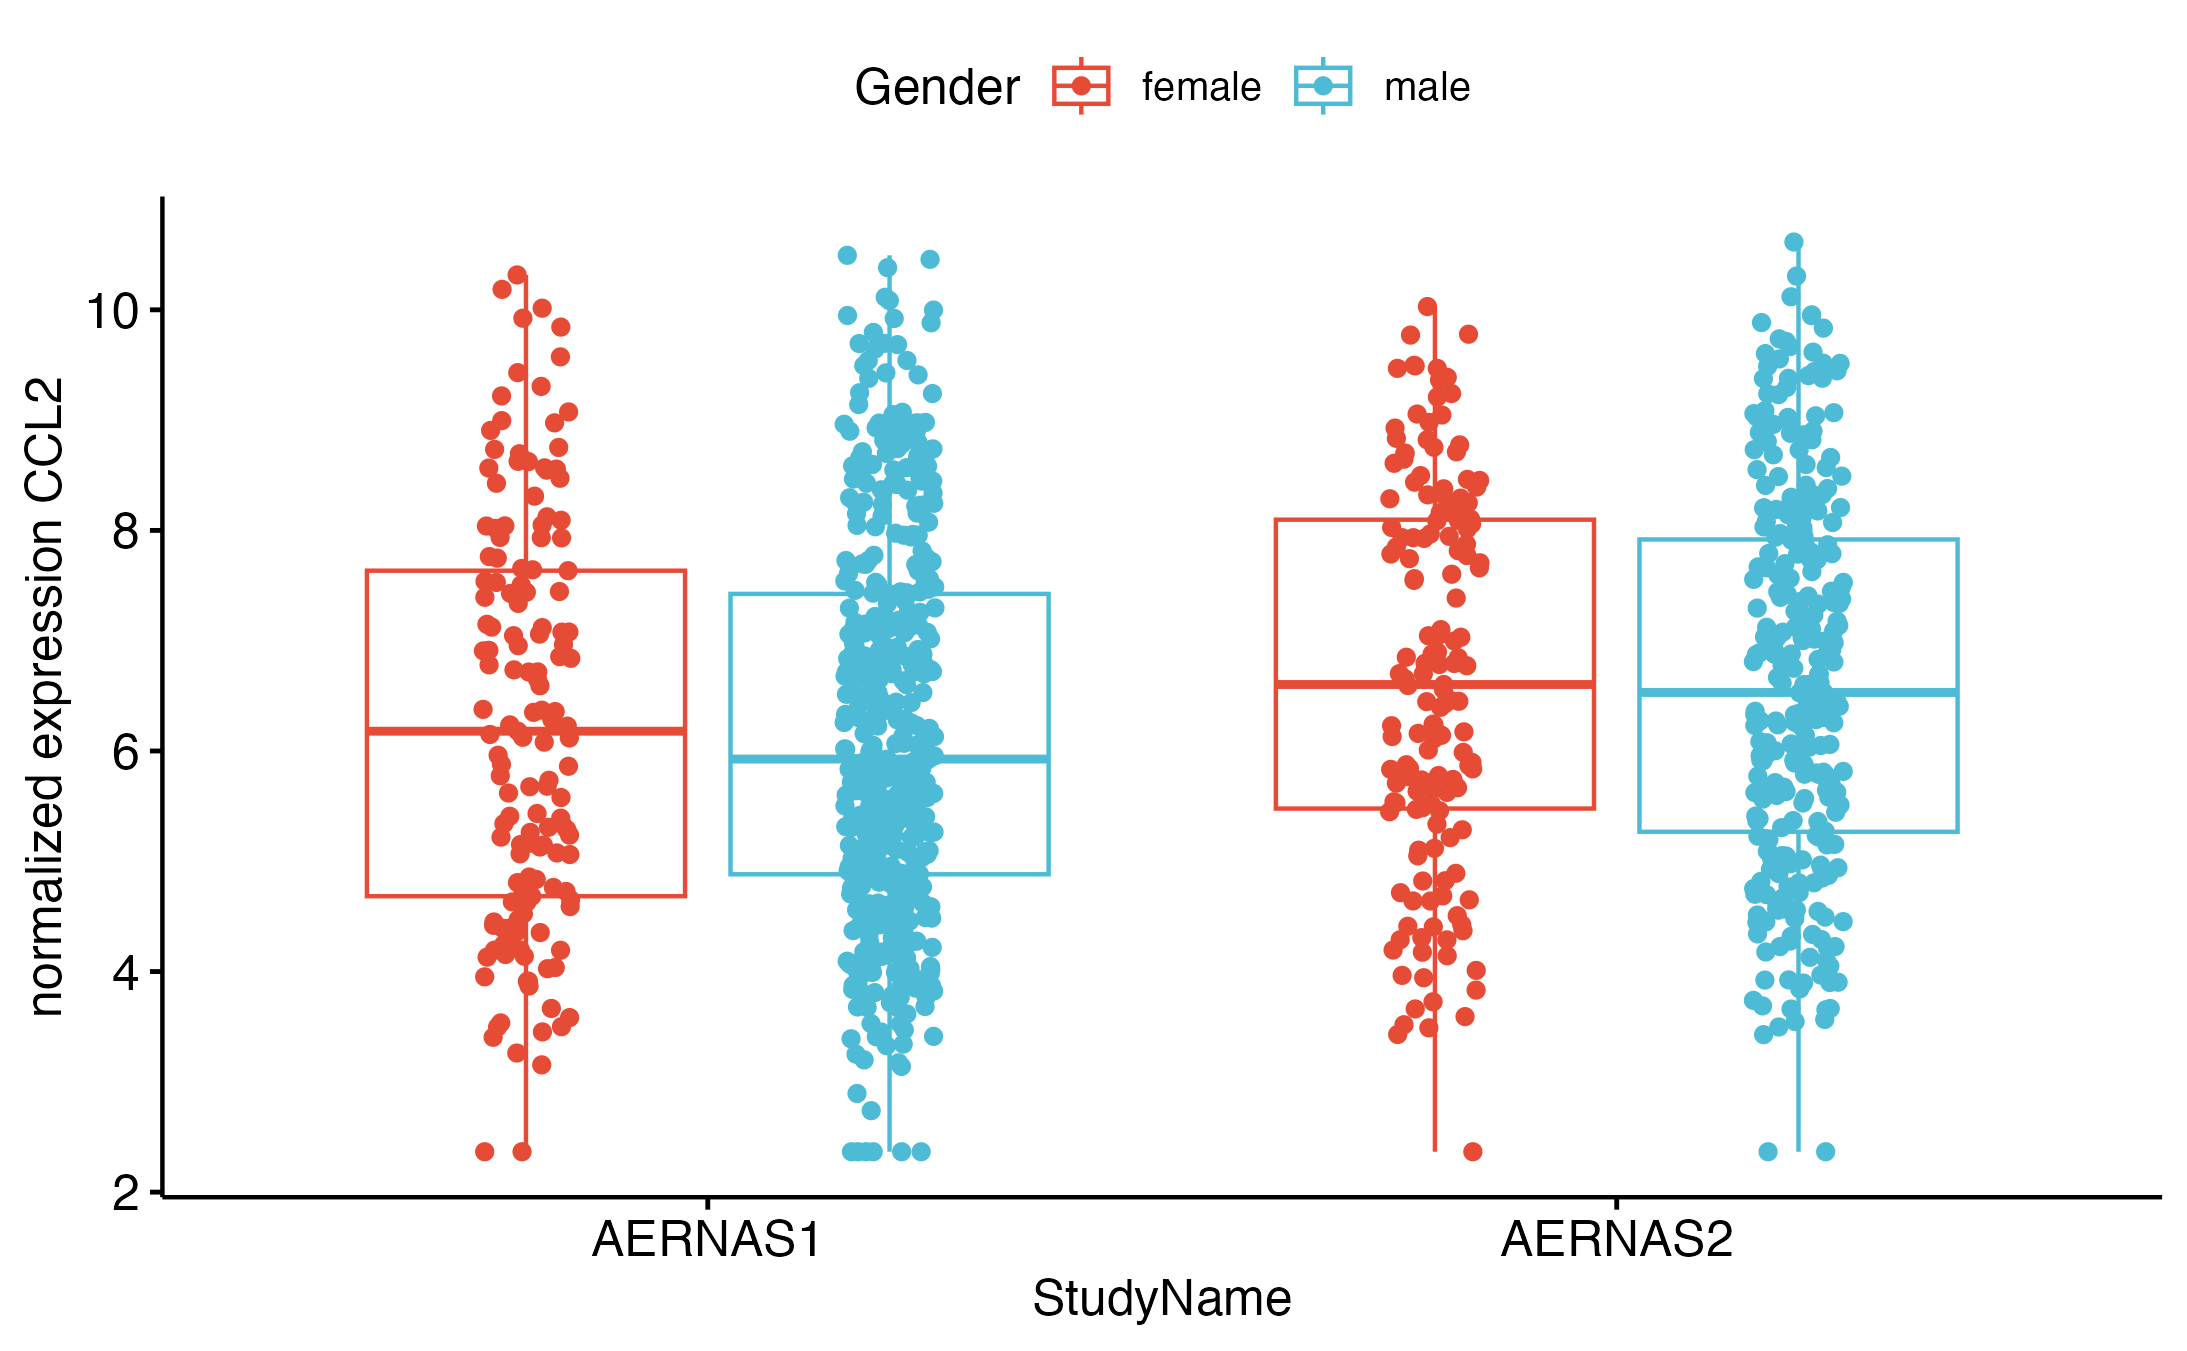 Gender female male
normalized expression CCL2
10
8
6
4
2
AERNAS1 AERNAS2
StudyName